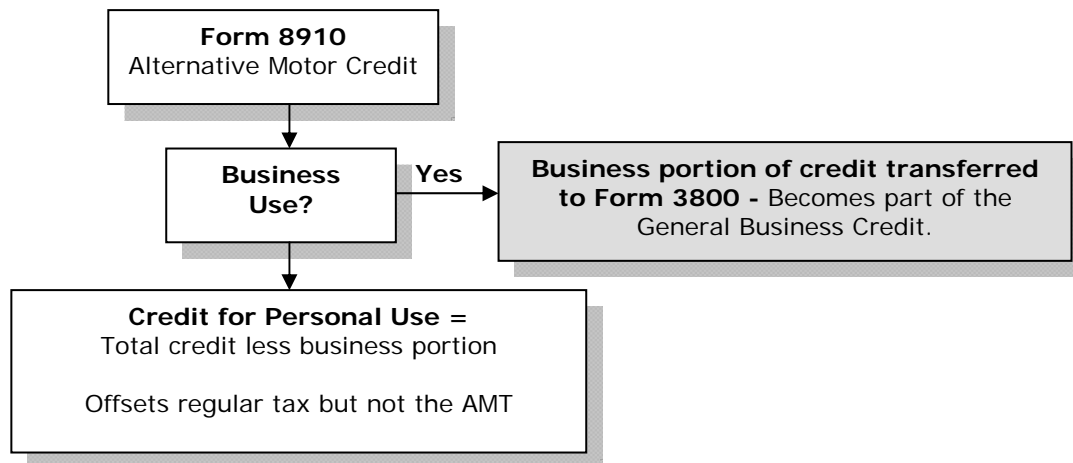 Form 8910
Alternative Motor Credit
Business
Use?
Yes
Business portion of credit transferred
to Form 3800 - Becomes part of the
General Business Credit.
Credit for Personal Use =
Total credit less business portion
Offsets regular tax but not the AMT